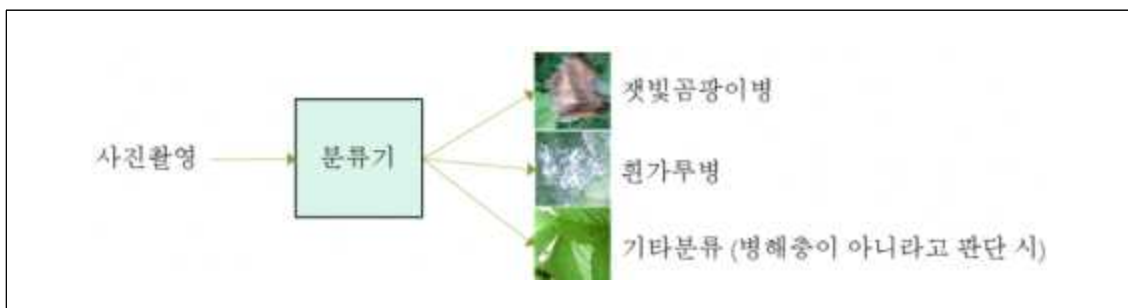 잿빛곰팡이병
사진촬영
분류기
흰가루병
기타분류 (병해충이 아니라고 판단 시)